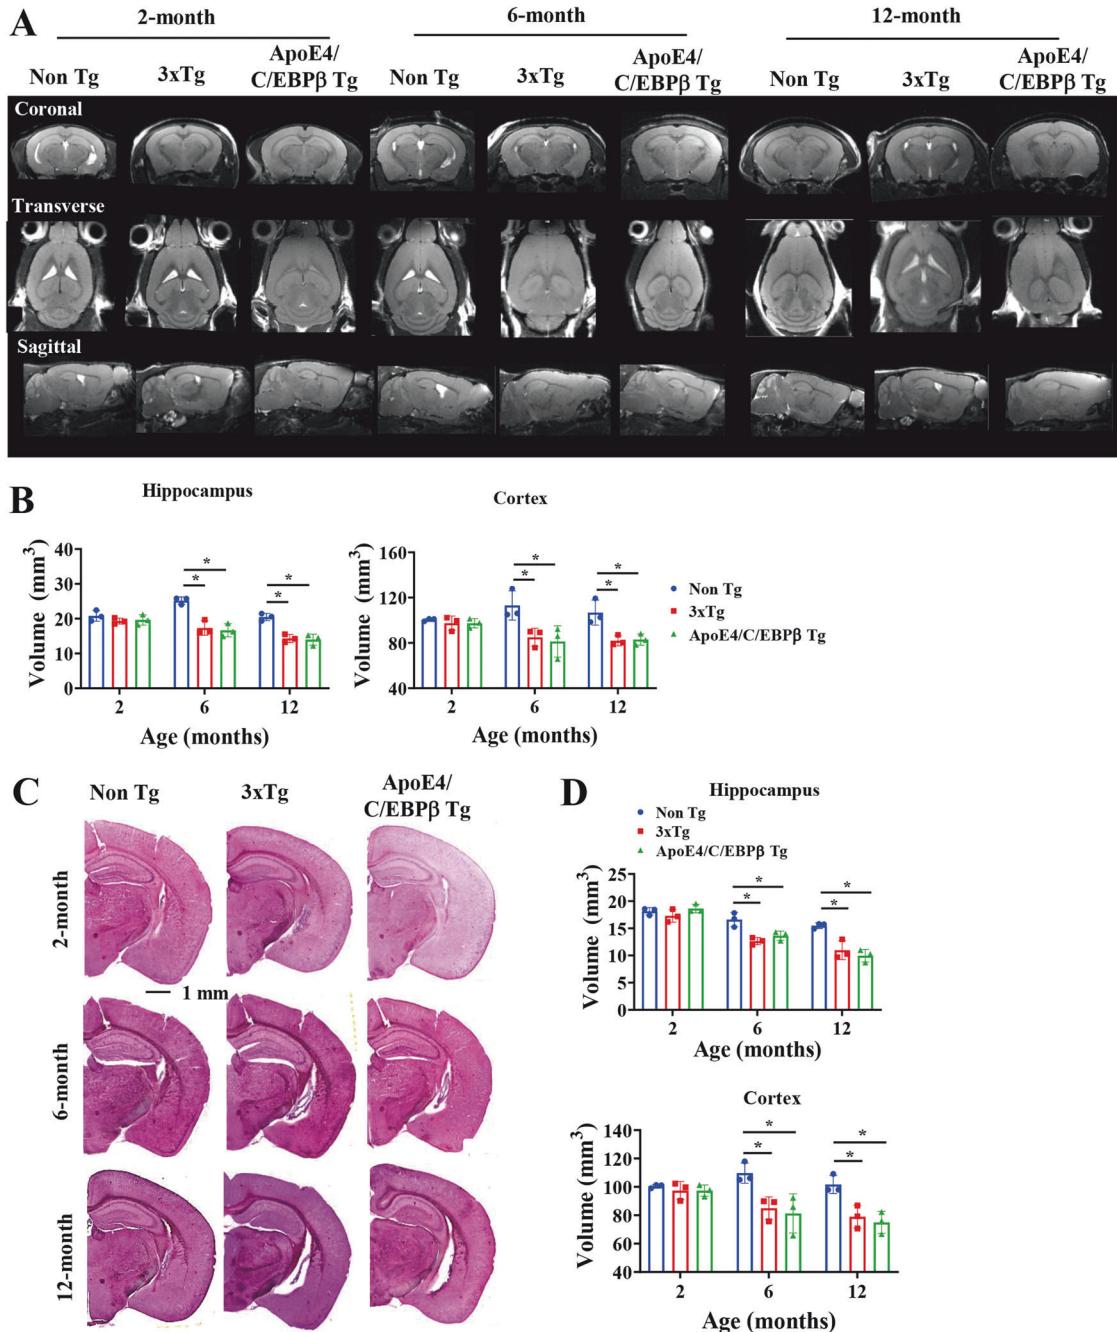 A
2-month
6-month
12-month
Non Tg
3xTg
ApoE4/
C/EBPβ Tg
Non Tg
3xTg
ApoE4/
C/EBPβ Tg
Non Tg
3xTg
ApoE4/
C/EBPβ Tg
Coronal
Transverse
Sagittal
B
Hippocampus
Volume (mm³)
40
30
20
10
0
*
*
*
*
2
6
12
Age (months)
Cortex
Volume (mm³)
160
120
80
40
*
*
*
*
2
6
12
Age (months)
Non Tg
3xTg
ApoE4/C/EBPβ Tg
C
Non Tg
3xTg
ApoE4/
C/EBPβ Tg
2-month
1 mm
6-month
12-month
D
Hippocampus
Non Tg
3xTg
ApoE4/C/EBPβ Tg
Volume (mm³)
25
20
15
10
5
0
*
*
*
*
2
6
12
Age (months)
Cortex
Volume (mm³)
140
120
100
80
60
40
*
*
*
*
2
6
12
Age (months)